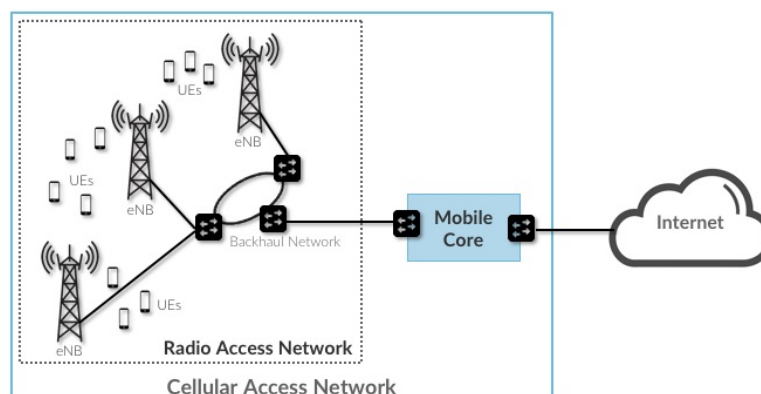 UEs
eNB
UEs
eNB
Backhaul Network
UEs
eNB
Radio Access Network
Cellular Access Network
Mobile
Core
Internet